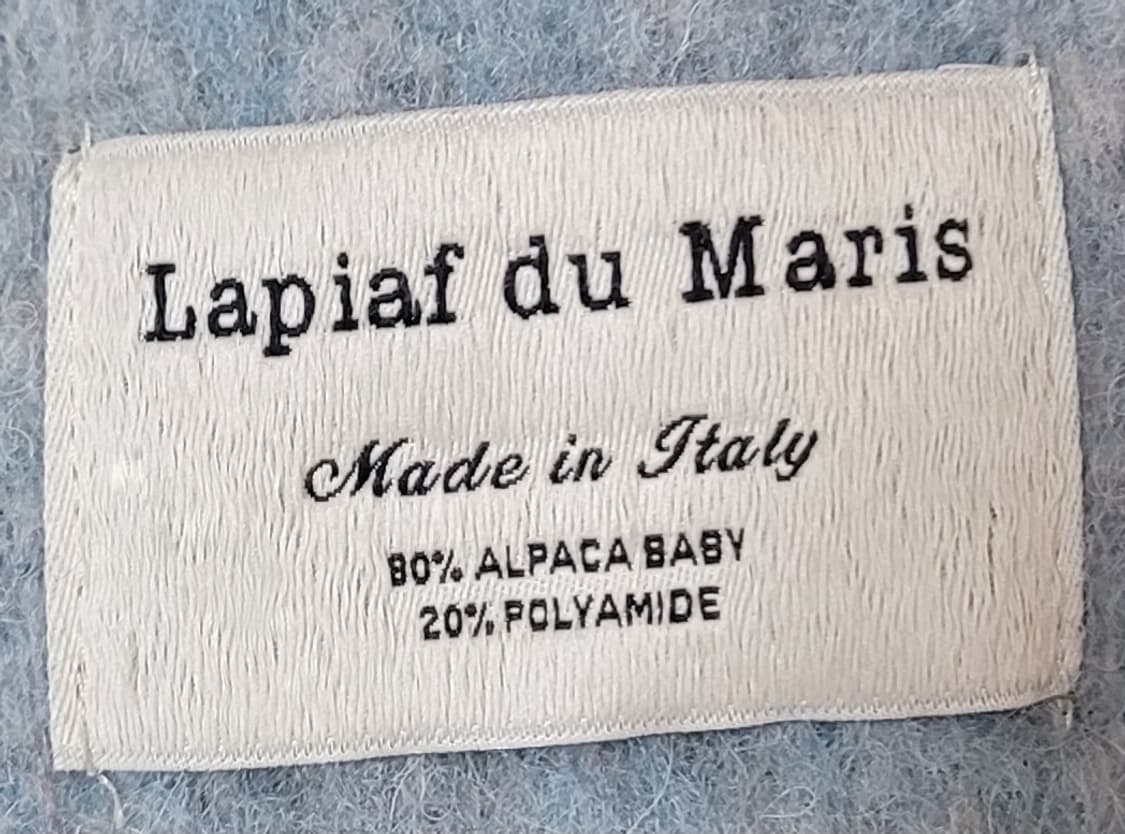 Lapiaf du Maris
Made in Italy
80% ALPACA BABY
20% POLYAMIDE